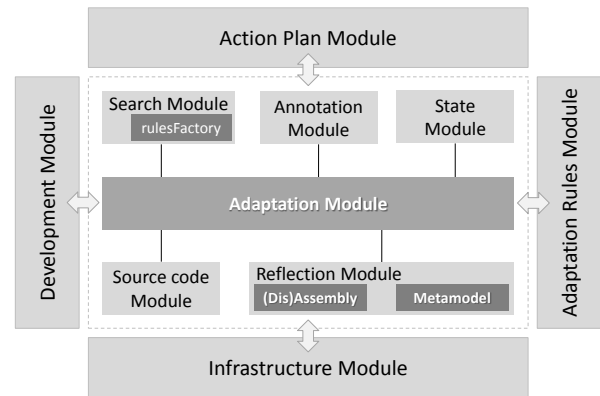 Action Plan Module
Development Module
Search Module
rulesFactory
Annotation
Module
State
Module
Adaptation Module
Source code
Module
Reflection Module
(Dis)Assembly
Metamodel
Adaptation Rules Module
Infrastructure Module